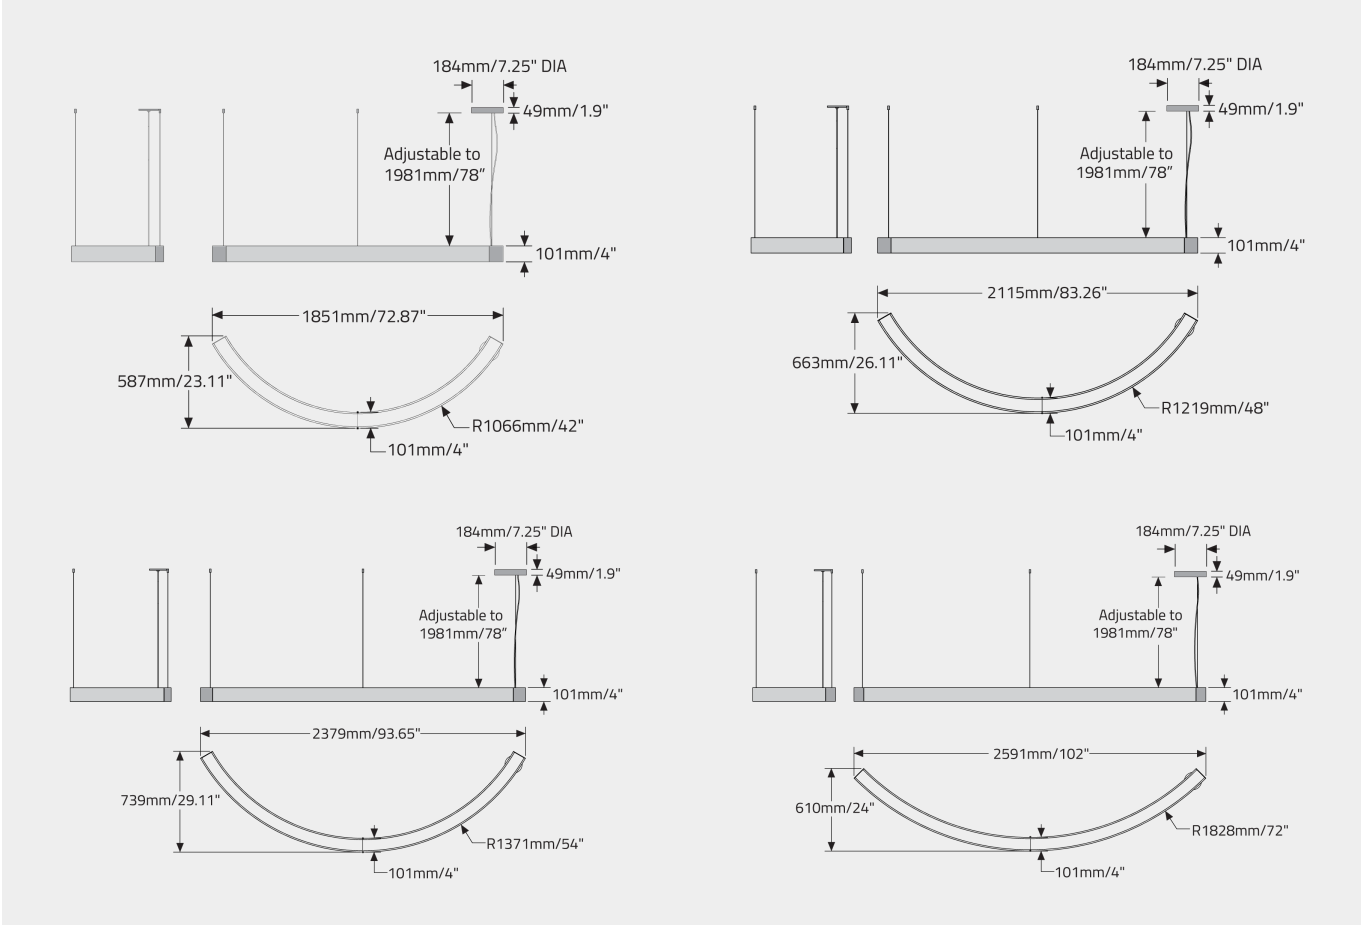 184mm/7.25" DIA
49mm/1.9"
Adjustable to
1981mm/78”
101mm/4"
1851mm/72.87"
587mm/23.11"
R1066mm/42"
101mm/4"
184mm/7.25" DIA
49mm/1.9"
Adjustable to
1981mm/78”
101mm/4"
2115mm/83.26"
663mm/26.11"
R1219mm/48"
101mm/4"
184mm/7.25" DIA
49mm/1.9"
Adjustable to
1981mm/78”
101mm/4"
2379mm/93.65"
739mm/29.11"
R1371mm/54"
101mm/4"
184mm/7.25" DIA
49mm/1.9"
Adjustable to
1981mm/78"
101mm/4"
2591mm/102"
610mm/24"
R1828mm/72"
101mm/4"